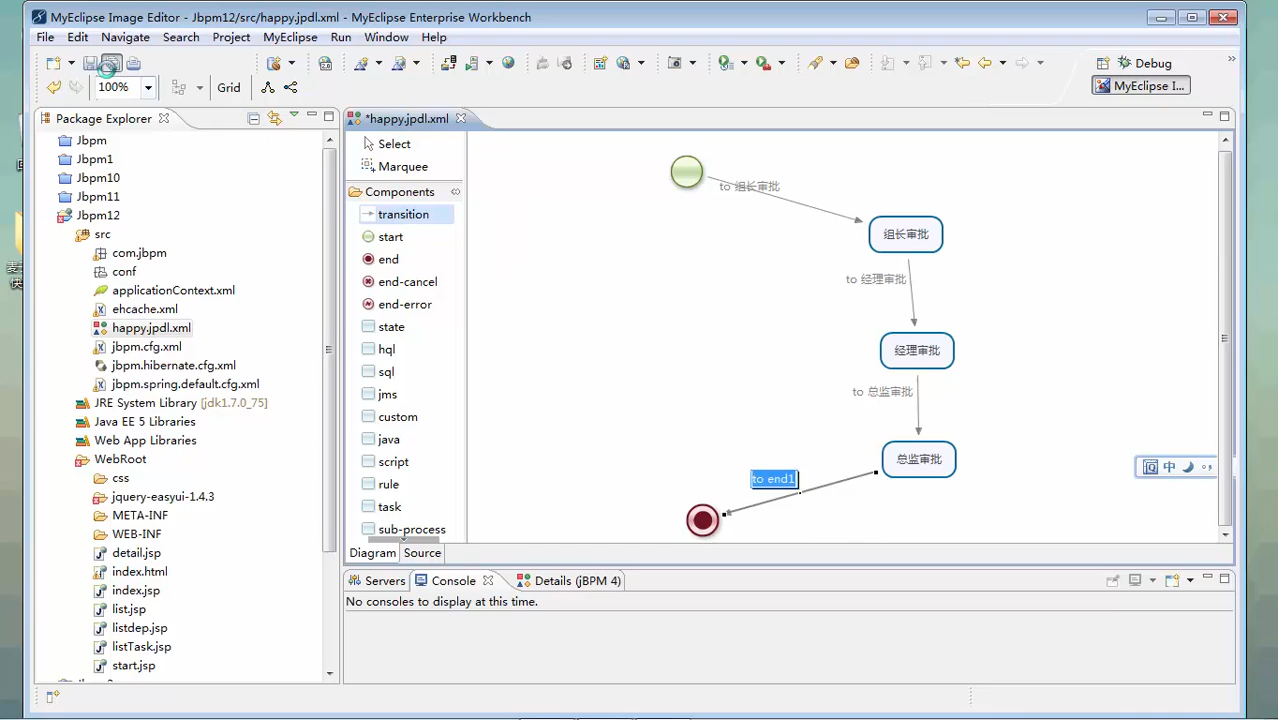 MyEclipse Image Editor - Jbpm12/src/happy.jpdl.xml - MyEclipse Enterprise Workbench
File Edit Navigate Search Project MyEclipse Run Window Help
Debug
100% Grid
MyEclipse I...
Package Explorer
*happy.jpdl.xml
Jbpm
Jbpm1
Jbpm10
Jbpm11
Jbpm12
src
com.jbpm
conf
applicationContext.xml
ehcache.xml
happy.jpdl.xml
jbpm.cfg.xml
jbpm.hibernate.cfg.xml
jbpm.spring.default.cfg.xml
JRE System Library [jdk1.7.0_75]
Java EE 5 Libraries
Web App Libraries
WebRoot
css
jquery-easyui-1.4.3
META-INF
WEB-INF
detail.jsp
index.html
index.jsp
list.jsp
listdep.jsp
listTask.jsp
start.jsp
Select
Marquee
Components
transition
start
end
end-cancel
end-error
state
hql
sql
jms
custom
java
script
rule
task
sub-process
to 组长审批
组长审批
to 经理审批
经理审批
to 总监审批
总监审批
to end1
中
Diagram Source
Servers Console Details (jBPM 4)
No consoles to display at this time.